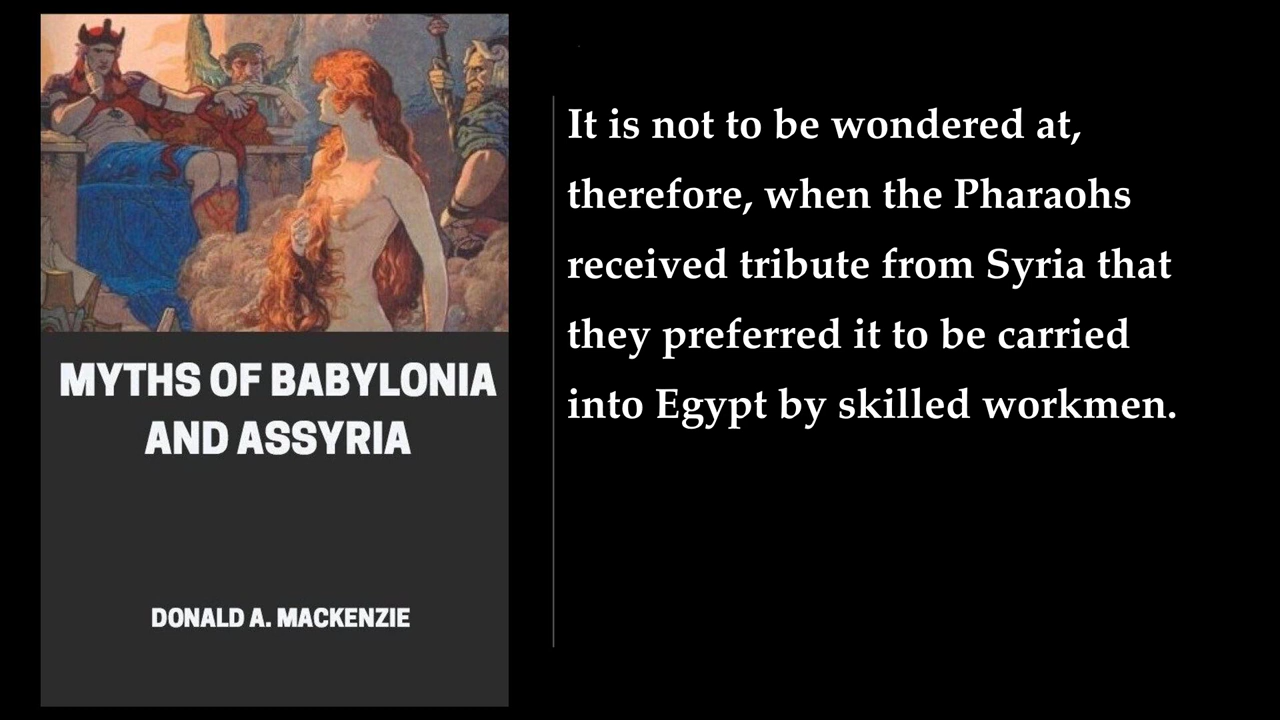 MYTHS OF BABYLONIA
AND ASSYRIA
DONALD A. MACKENZIE
It is not to be wondered at,
therefore, when the Pharaohs
received tribute from Syria that
they preferred it to be carried
into Egypt by skilled workmen.